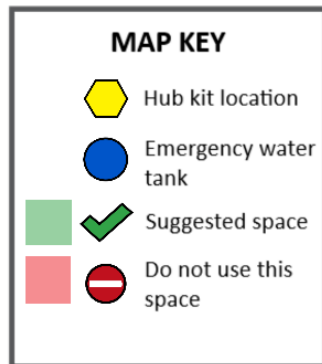 MAP KEY
Hub kit location
Emergency water
tank
Suggested space
Do not use this
space